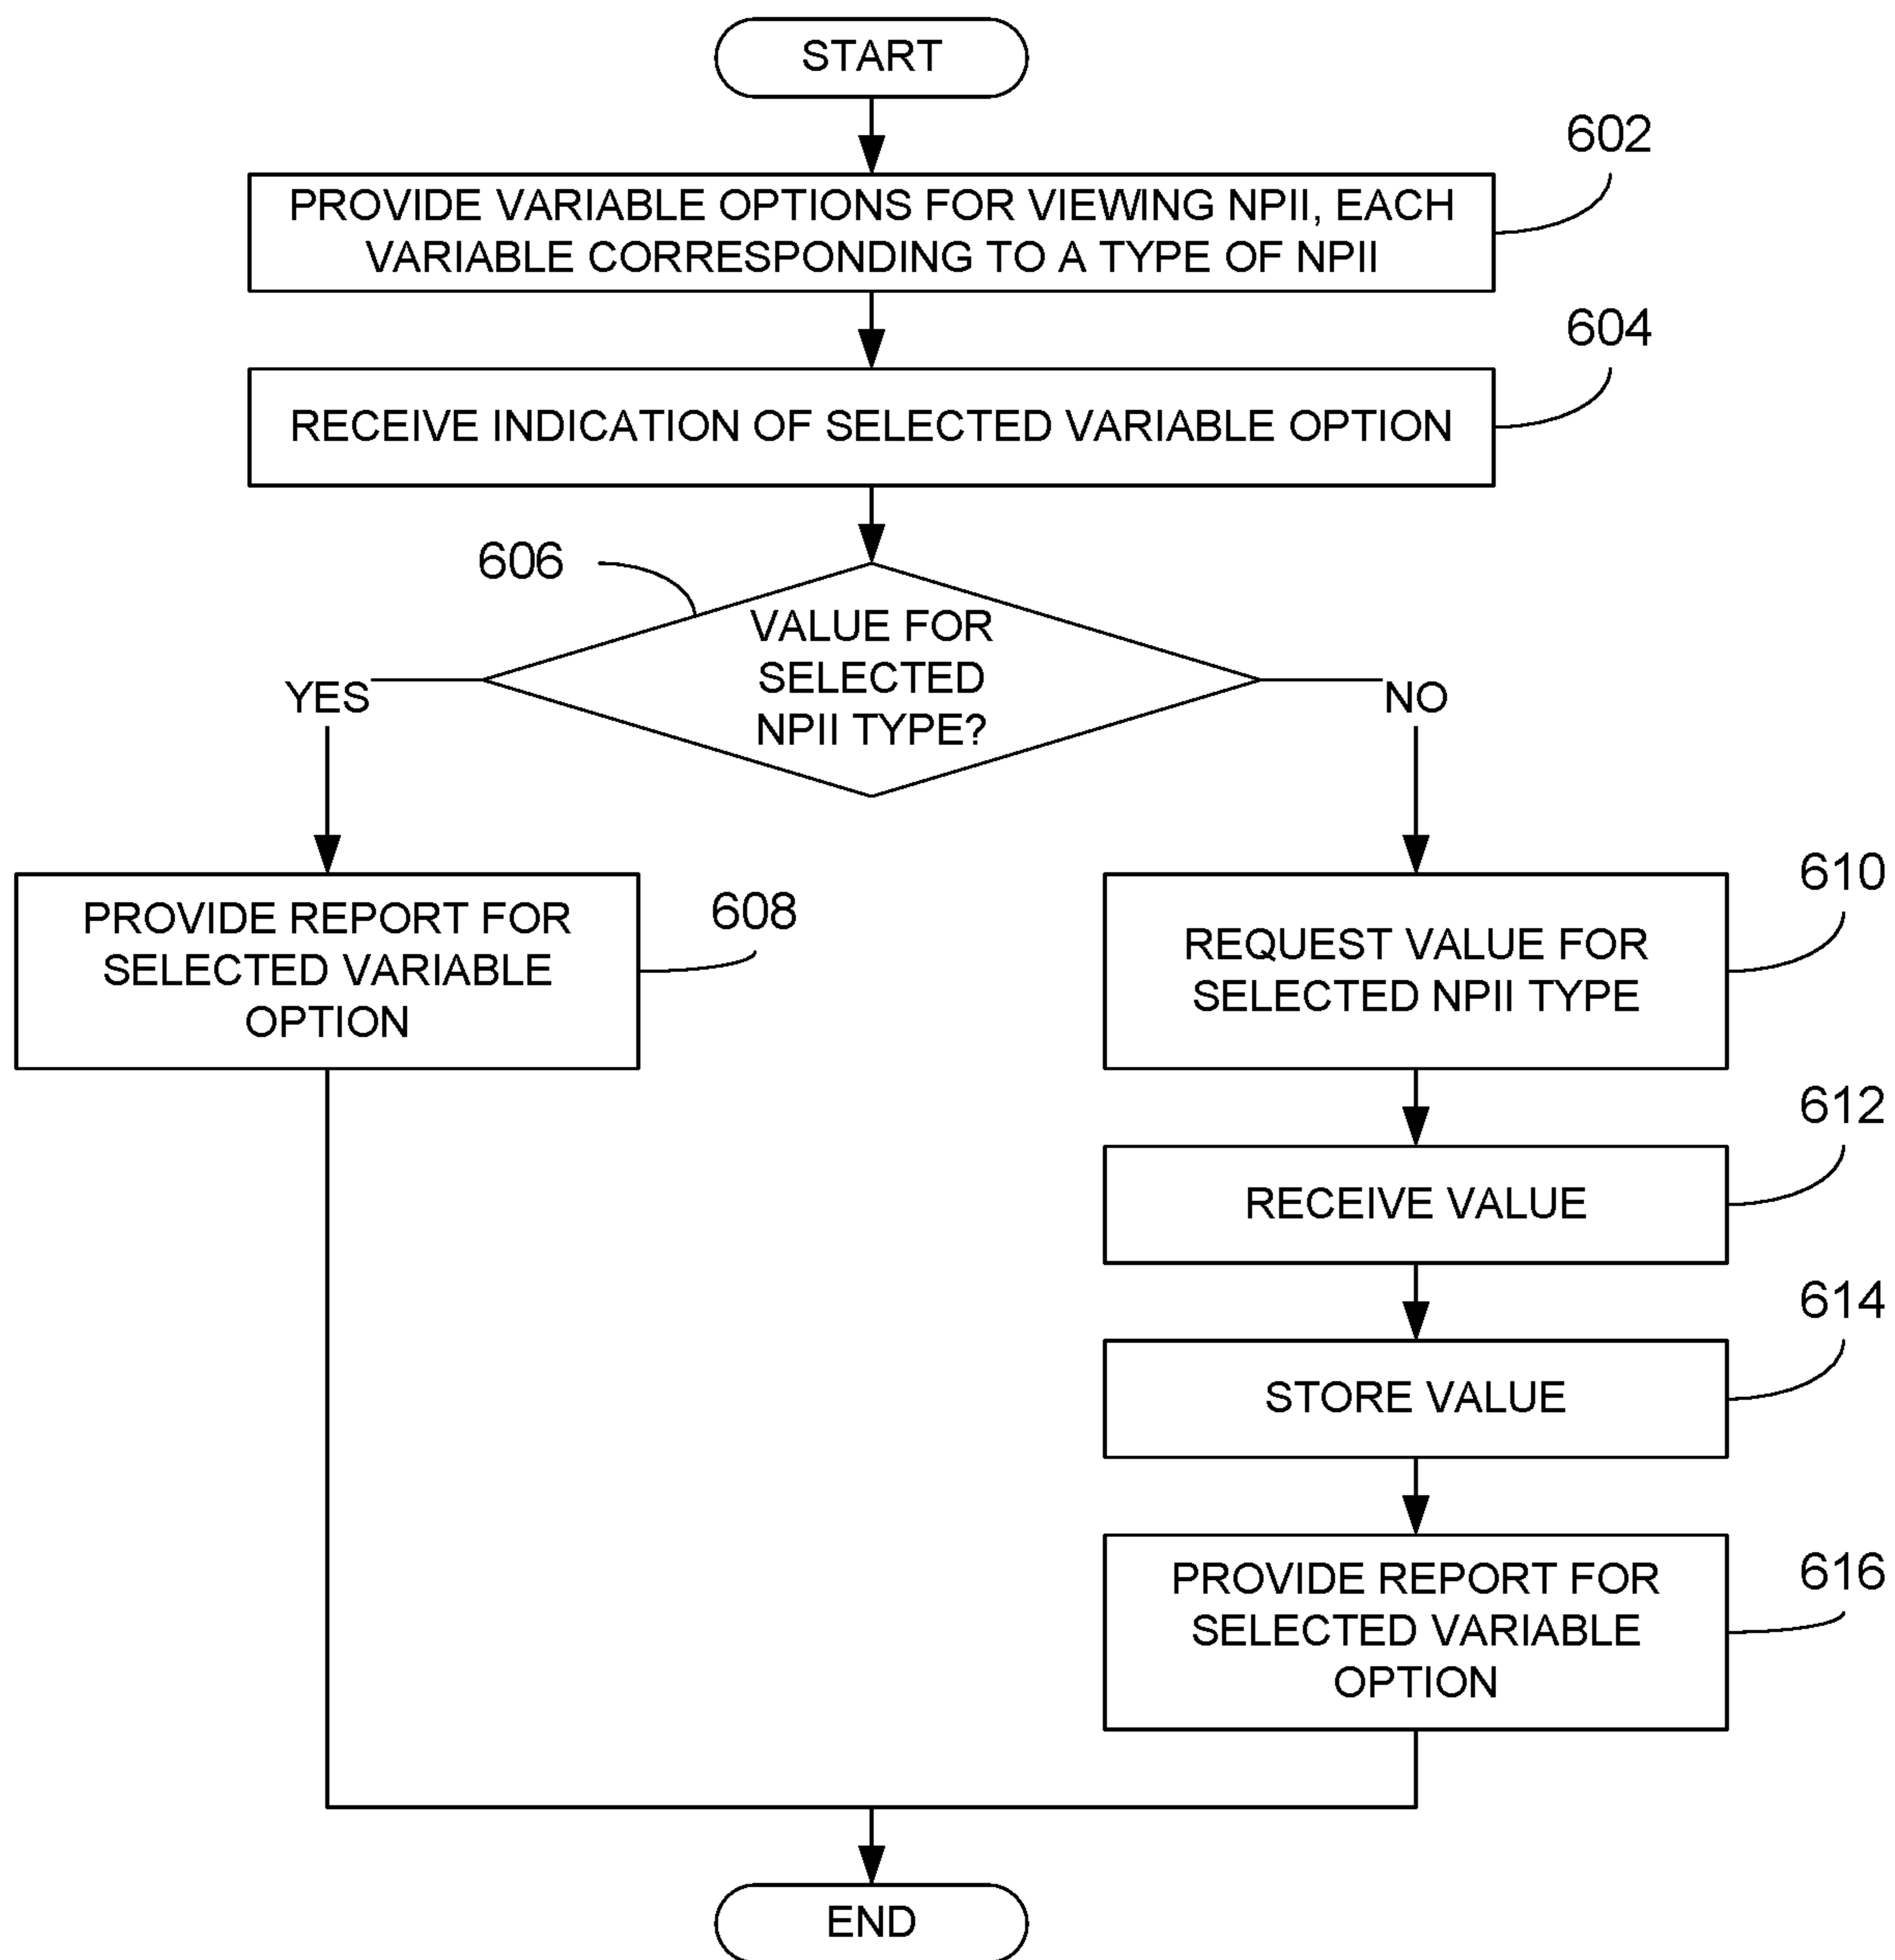 START
602
PROVIDE VARIABLE OPTIONS FOR VIEWING NPII, EACH
VARIABLE CORRESPONDING TO A TYPE OF NPII
604
RECEIVE INDICATION OF SELECTED VARIABLE OPTION
606
VALUE FOR
SELECTED
NPII TYPE?
YES
NO
PROVIDE REPORT FOR
SELECTED VARIABLE
OPTION
608
610
REQUEST VALUE FOR
SELECTED NPII TYPE
612
RECEIVE VALUE
614
STORE VALUE
616
PROVIDE REPORT FOR
SELECTED VARIABLE
OPTION
END